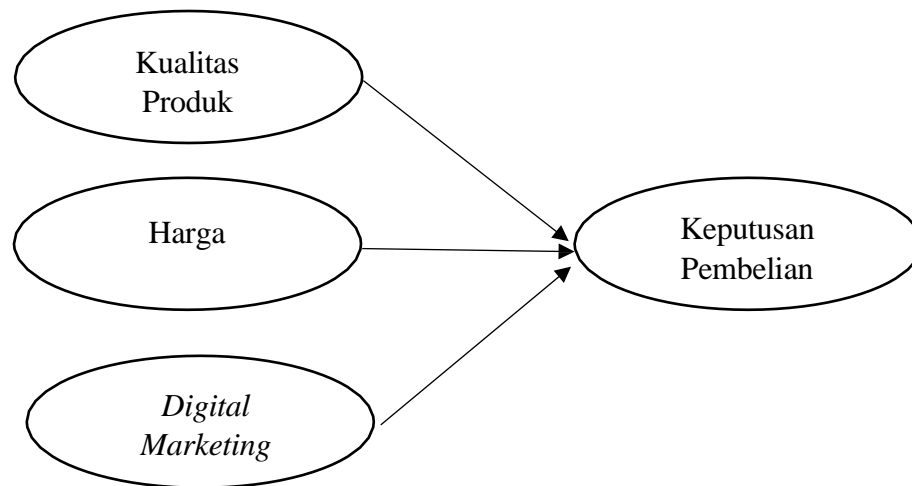 Kualitas
Produk
Harga
Keputusan
Pembelian
Digital
Marketing